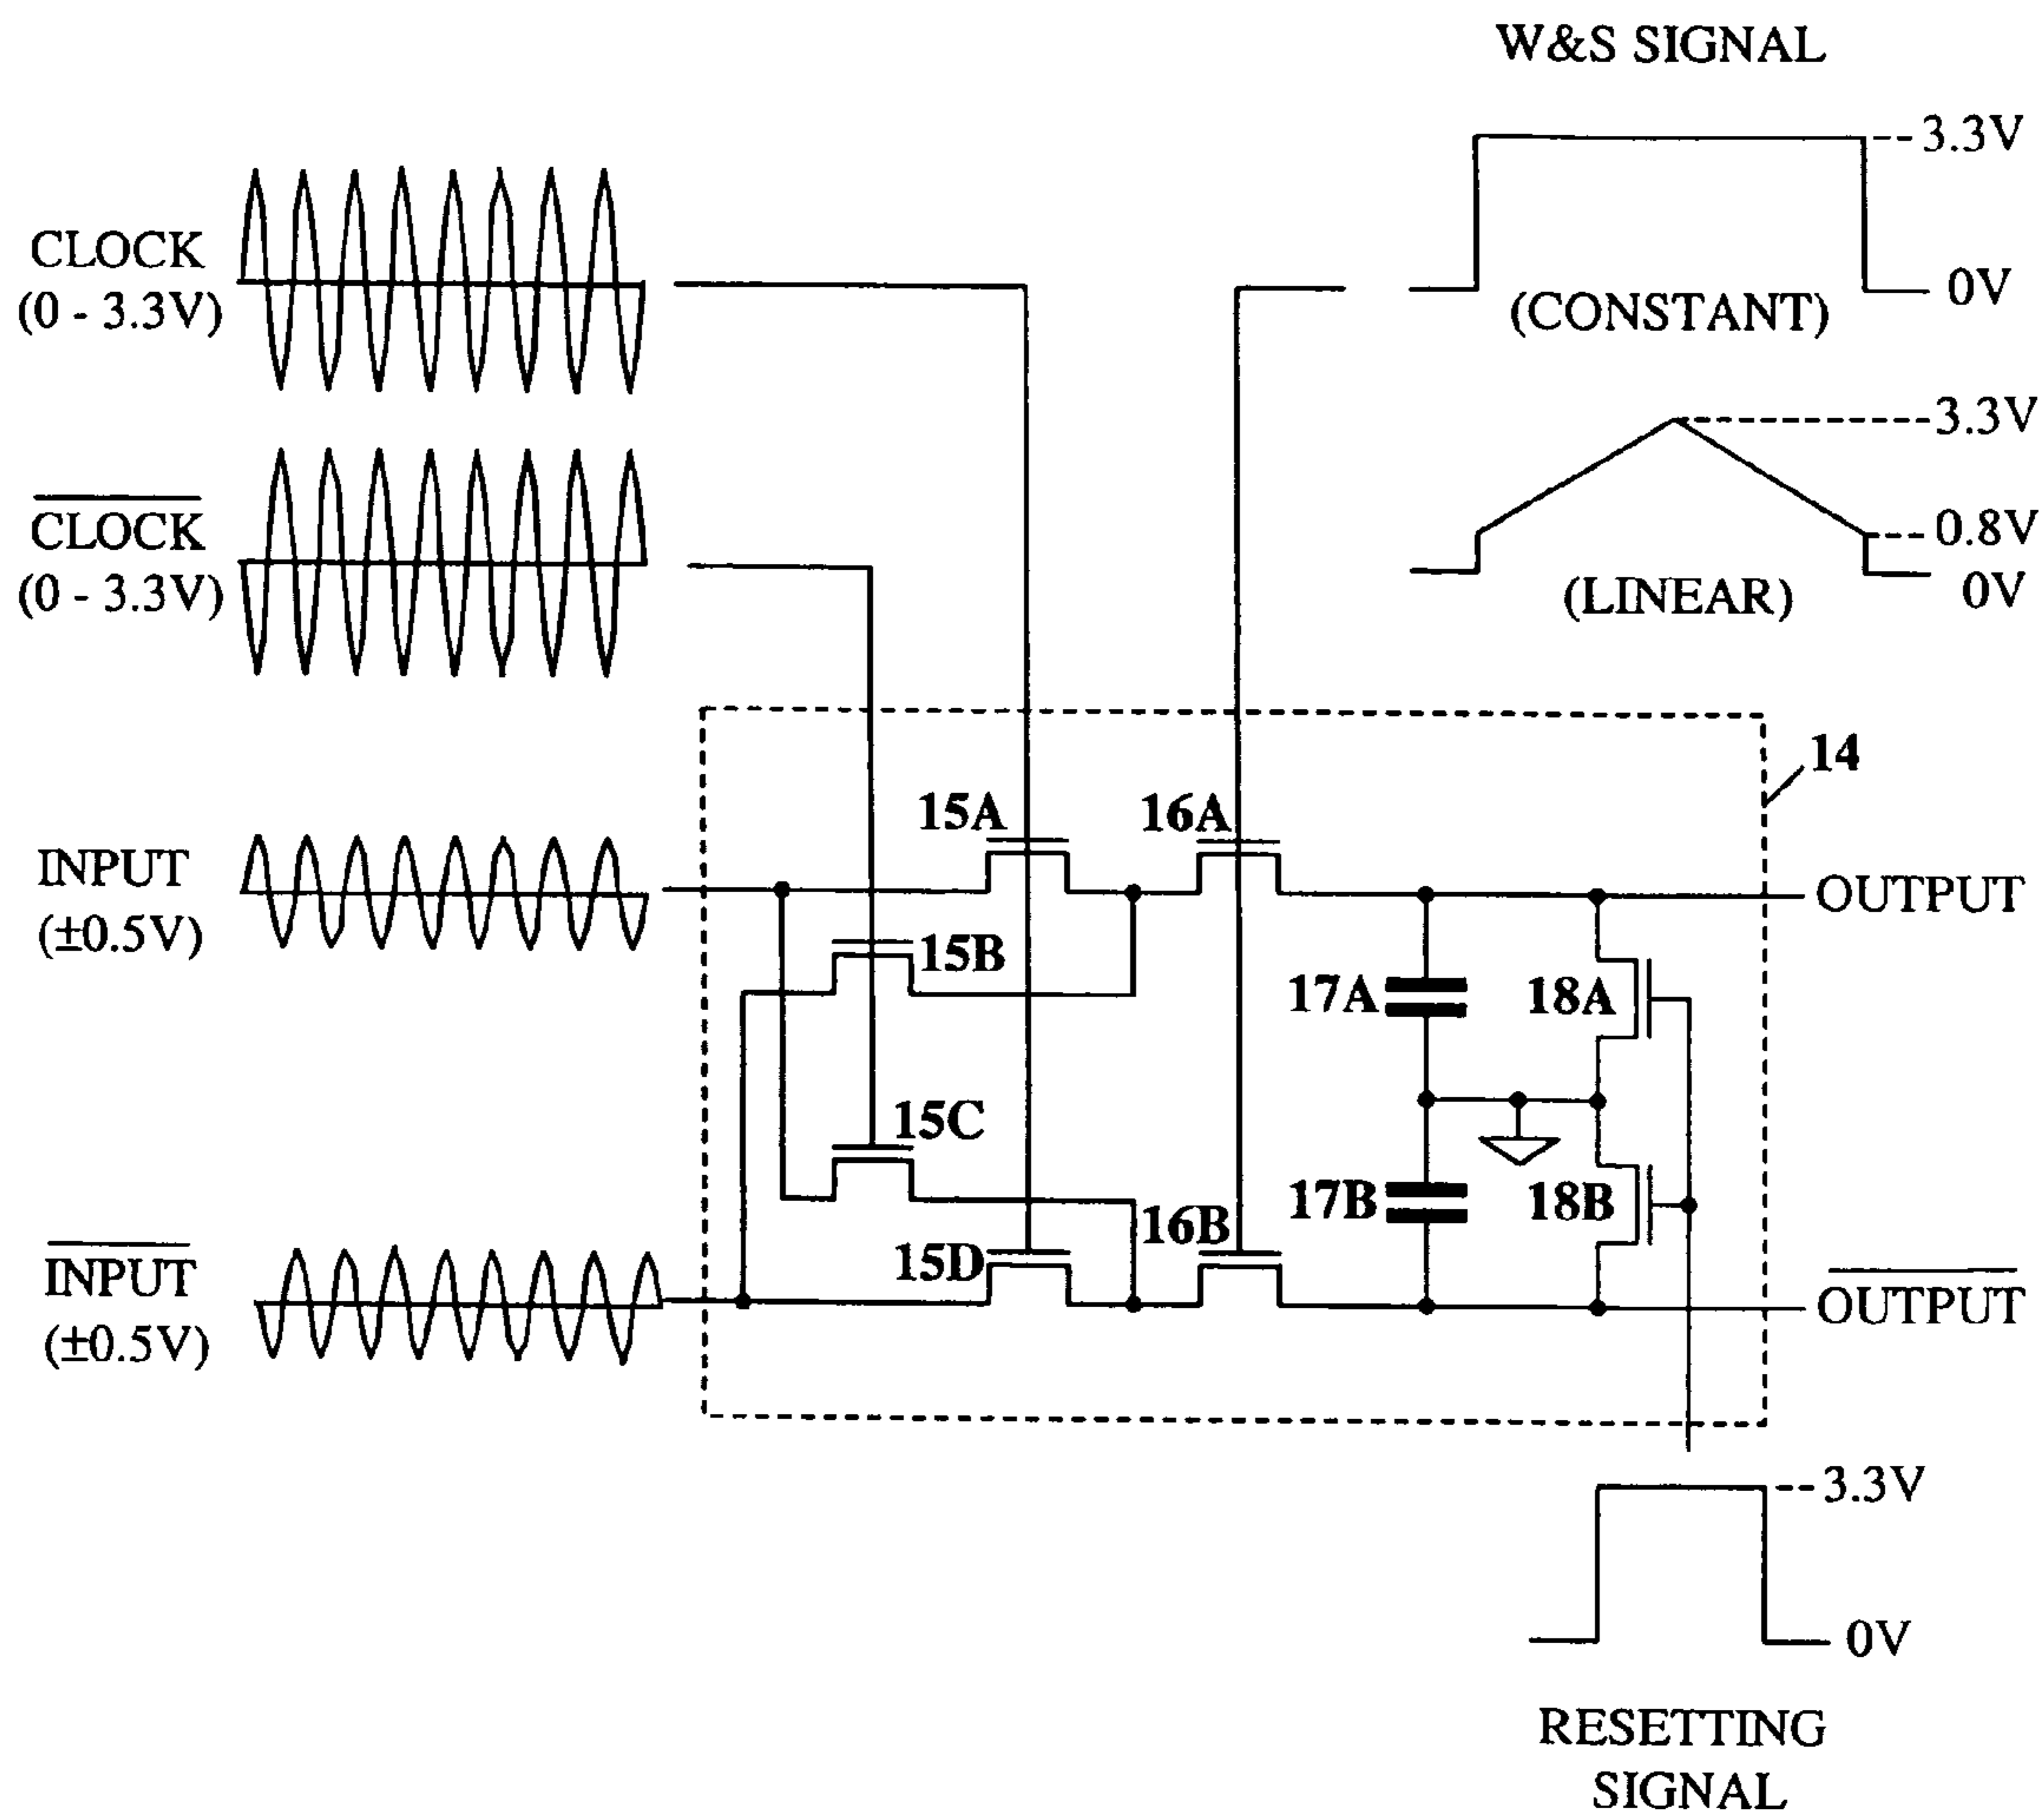 W&S SIGNAL
3.3V
CLOCK
(0 - 3.3V)
0V
(CONSTANT)
3.3V
CLOCK
(0 - 3.3V)
0.8V
0V
(LINEAR)
14
15A
16A
INPUT
(±0.5V)
OUTPUT
15B
17A
18A
15C
17B
18B
16B
15D
INPUT
(±0.5V)
OUTPUT
3.3V
0V
RESETTING
SIGNAL